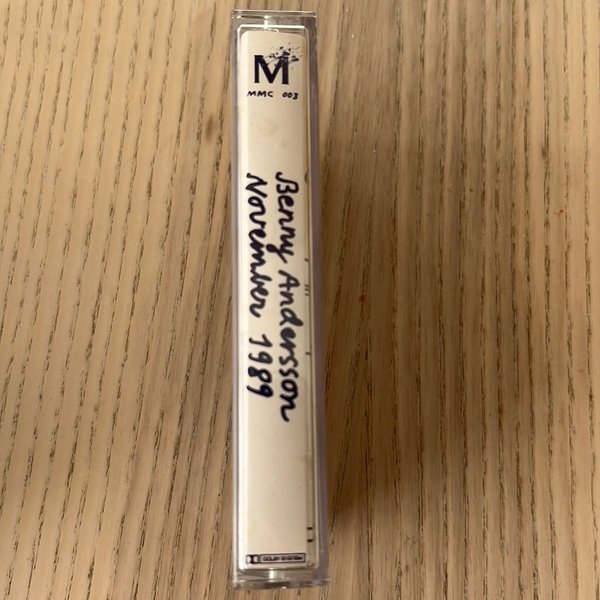 M
MMC 003
Benny Andersson
November 1989
DOLBY SYSTEM